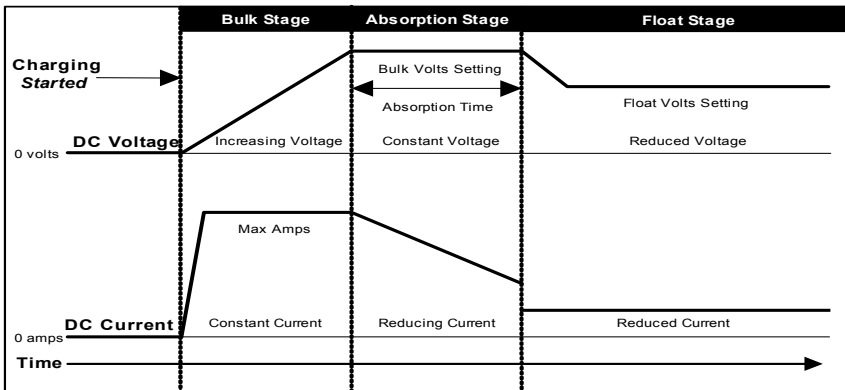 Bulk Stage Absorption Stage Float Stage
Charging
Started
Bulk Volts Setting
Absorption Time
Float Volts Setting
DC Voltage
0 volts
Increasing Voltage Constant Voltage Reduced Voltage
Max Amps
DC Current
0 amps
Constant Current Reducing Current Reduced Current
Time